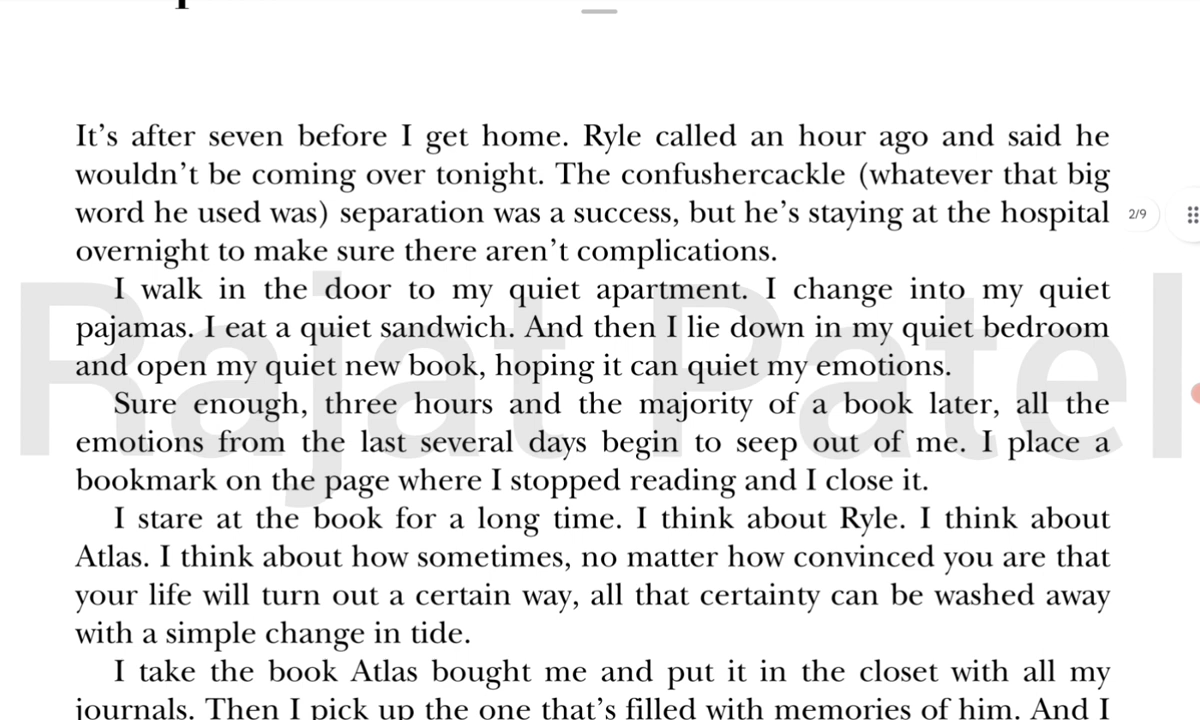 It’s after seven before I get home. Ryle called an hour ago and said he
wouldn’t be coming over tonight. The confushercackle (whatever that big
word he used was) separation was a success, but he’s staying at the hospital
2/9
overnight to make sure there aren’t complications.
I walk in the door to my quiet apartment. I change into my quiet
pajamas. I eat a quiet sandwich. And then I lie down in my quiet bedroom
and open my quiet new book, hoping it can quiet my emotions.
Rajat Patel
Sure enough, three hours and the majority of a book later, all the
emotions from the last several days begin to seep out of me. I place a
bookmark on the page where I stopped reading and I close it.
I stare at the book for a long time. I think about Ryle. I think about
Atlas. I think about how sometimes, no matter how convinced you are that
your life will turn out a certain way, all that certainty can be washed away
with a simple change in tide.
I take the book Atlas bought me and put it in the closet with all my
journals. Then I pick up the one that’s filled with memories of him. And I